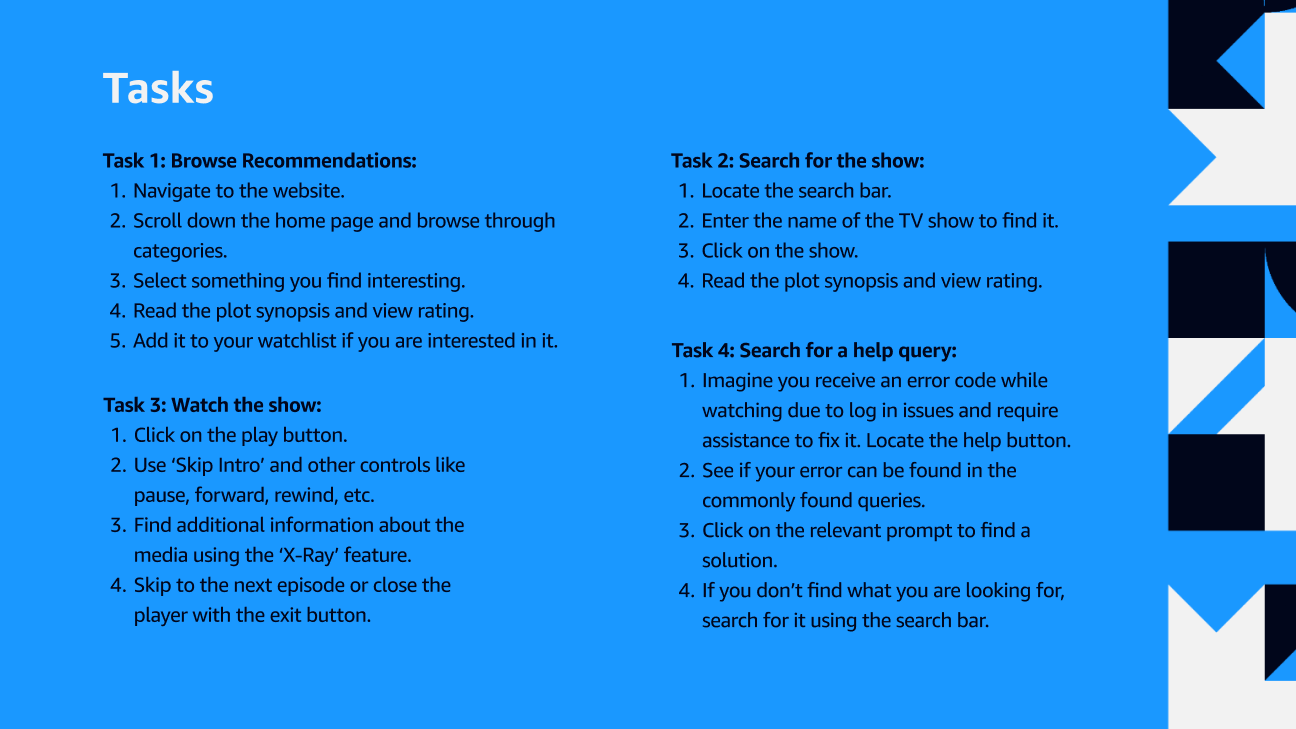 Tasks
Task 1: Browse Recommendations:
1. Navigate to the website.
2. Scroll down the home page and browse through
categories.
3. Select something you find interesting.
4. Read the plot synopsis and view rating.
5. Add it to your watchlist if you are interested in it.
Task 2: Search for the show:
1. Locate the search bar.
2. Enter the name of the TV show to find it.
3. Click on the show.
4. Read the plot synopsis and view rating.
Task 3: Watch the show:
1. Click on the play button.
2. Use ‘Skip Intro’ and other controls like
pause, forward, rewind, etc.
3. Find additional information about the
media using the ‘X-Ray’ feature.
4. Skip to the next episode or close the
player with the exit button.
Task 4: Search for a help query:
1. Imagine you receive an error code while
watching due to log in issues and require
assistance to fix it. Locate the help button.
2. See if your error can be found in the
commonly found queries.
3. Click on the relevant prompt to find a
solution.
4. If you don’t find what you are looking for,
search for it using the search bar.